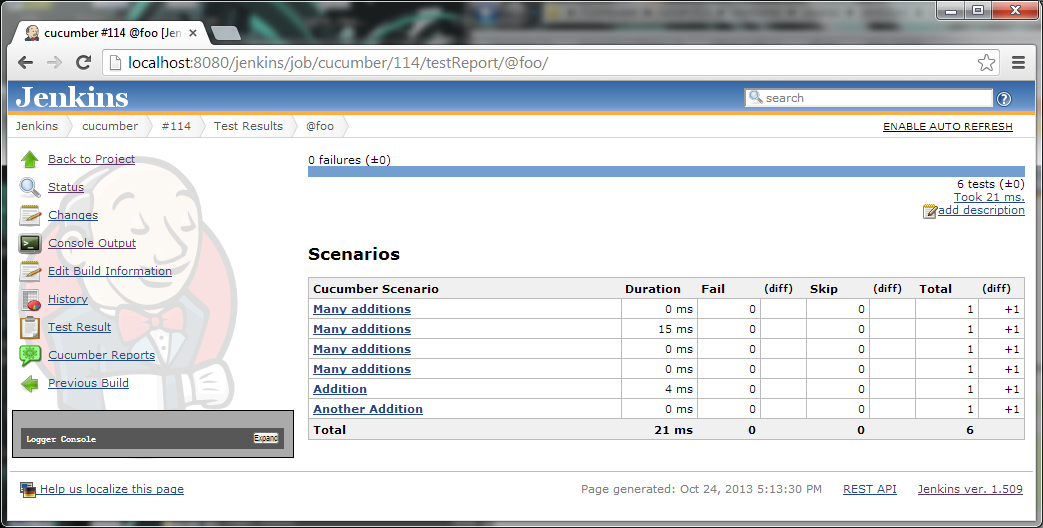 cucumber #114 @foo [Jen
localhost:8080/jenkins/job/cucumber/114/testReport/@foo/
Jenkins
search
Jenkins cucumber #114 Test Results @foo ENABLE AUTO REFRESH
Back to Project
Status
Changes
Console Output
Edit Build Information
History
Test Result
Cucumber Reports
Previous Build
Logger Console Expand
0 failures (±0)
6 tests (±0)
Took 21 ms.
add description
Scenarios
Cucumber Scenario Duration Fail (diff) Skip (diff) Total (diff)
Many additions 0 ms 0 0 1 +1
Many additions 15 ms 0 0 1 +1
Many additions 0 ms 0 0 1 +1
Many additions 0 ms 0 0 1 +1
Addition 4 ms 0 0 1 +1
Another Addition 0 ms 0 0 1 +1
Total 21 ms 0 0 6
Help us localize this page Page generated: Oct 24, 2013 5:13:30 PM REST API Jenkins ver. 1.509